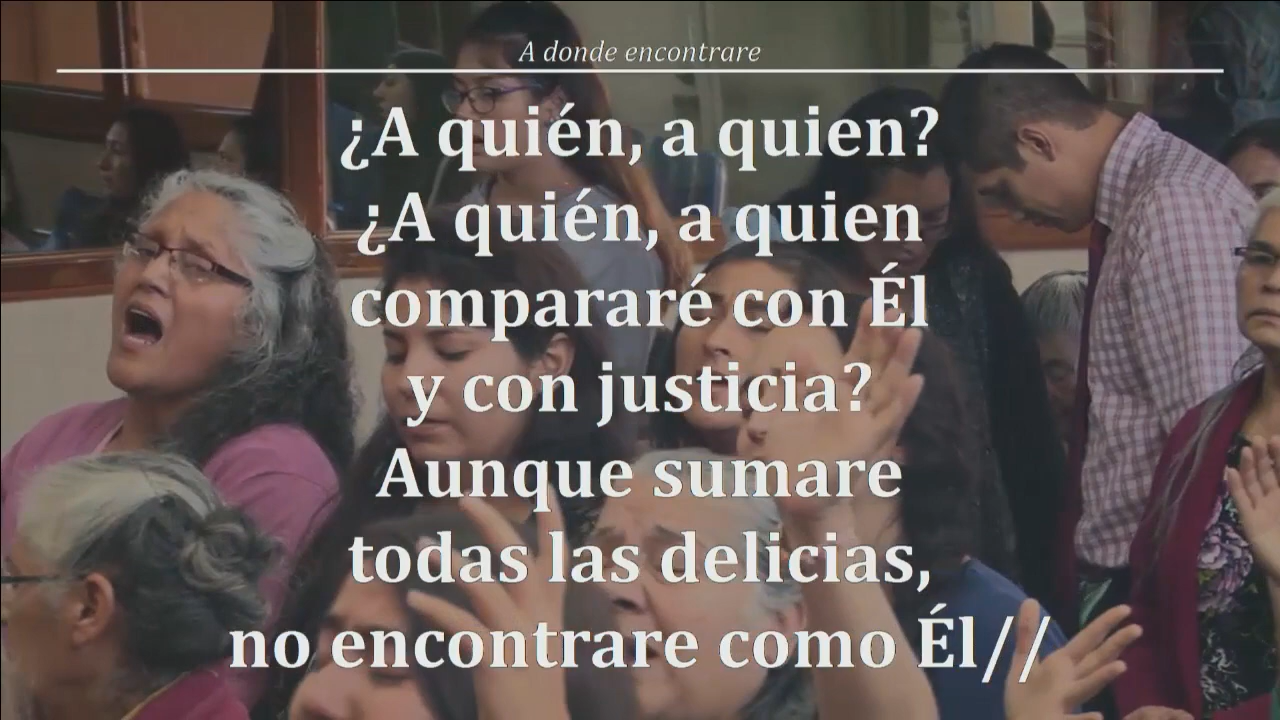 A donde encontrare
¿A quién, a quien?
¿A quién, a quien
compararé con Él
y con justicia?
Aunque sumare
todas las delicias,
no encontrare como Él//